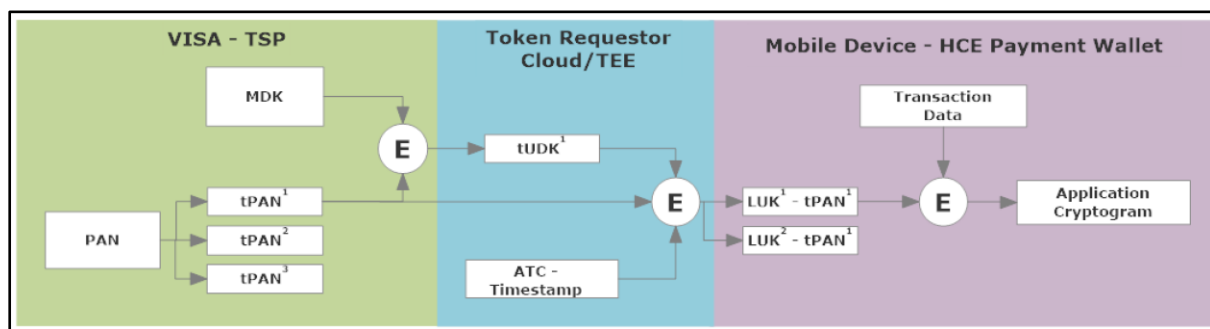 VISA - TSP
Token Requestor
Cloud/TEE
Mobile Device - HCE Payment Wallet
MDK
Transaction
Data
E
tUDK¹
tPAN¹
E
LUK¹ - tPAN¹
E
Application
Cryptogram
PAN
tPAN²
LUK² - tPAN¹
tPAN³
ATC -
Timestamp